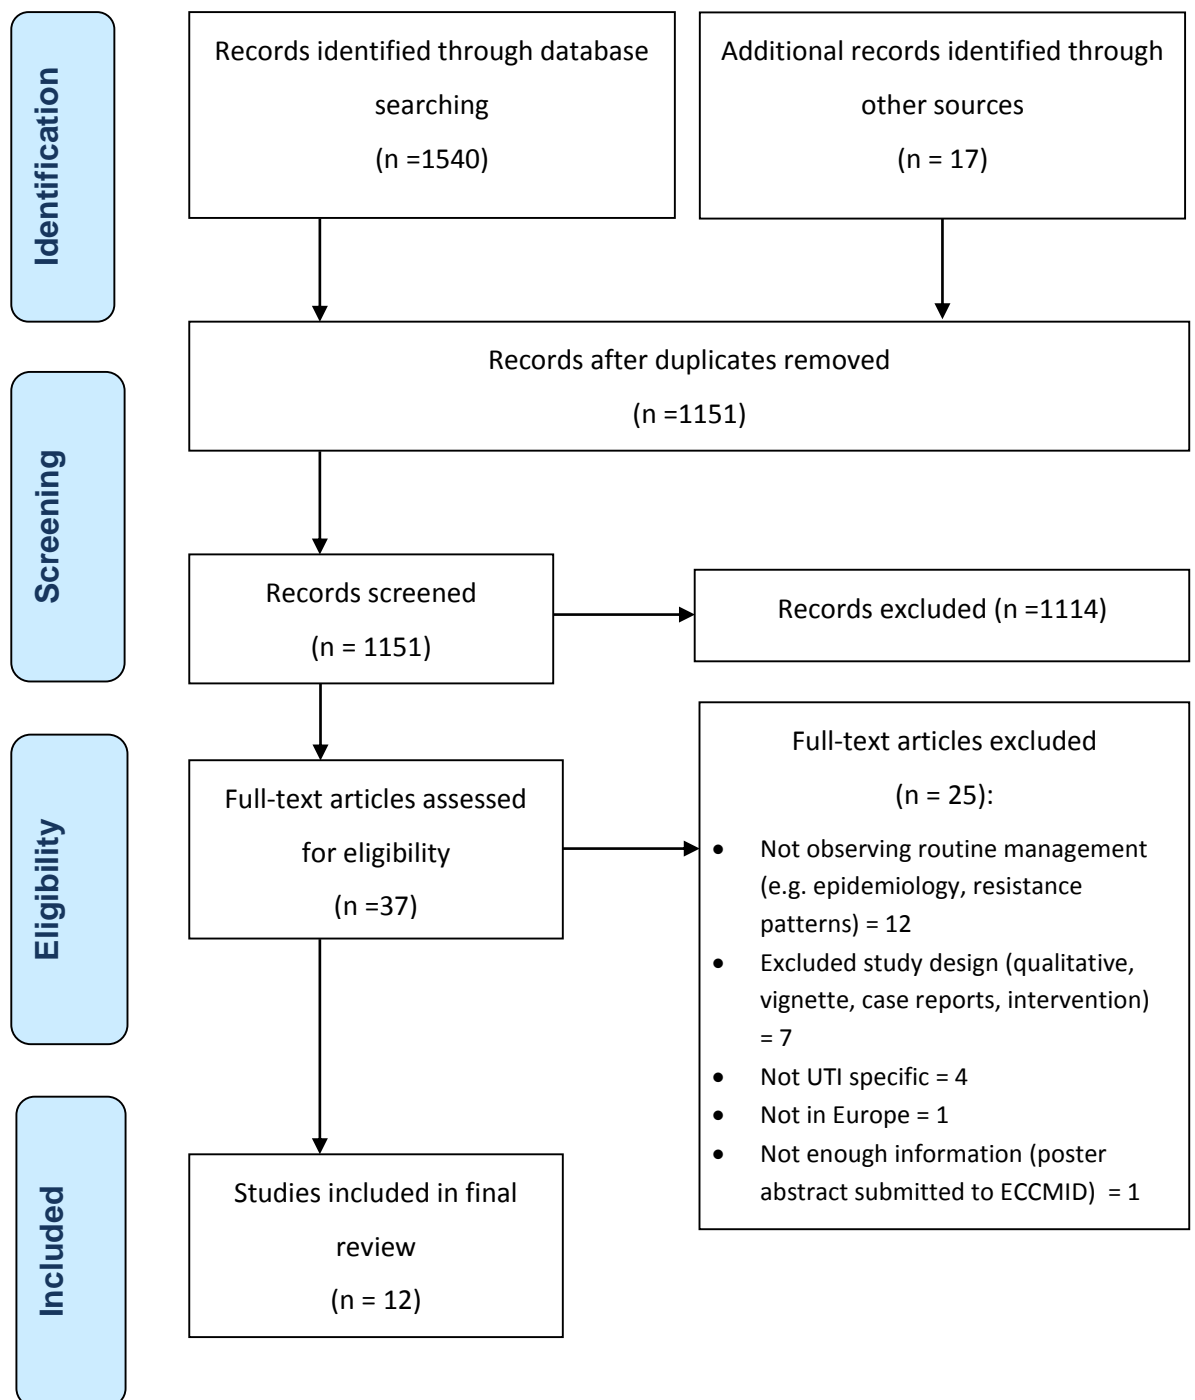 Identification
Records identified through database
searching
(n =1540)
Additional records identified through
other sources
(n = 17)
Records after duplicates removed
(n =1151)
Screening
Records screened
(n = 1151)
Records excluded (n =1114)
Eligibility
Full-text articles assessed
for eligibility
(n =37)
Full-text articles excluded
(n = 25):
• Not observing routine management
(e.g. epidemiology, resistance
patterns) = 12
• Excluded study design (qualitative,
vignette, case reports, intervention)
= 7
• Not UTI specific = 4
• Not in Europe = 1
• Not enough information (poster
abstract submitted to ECCMID)  = 1
Included
Studies included in final
review
(n = 12)